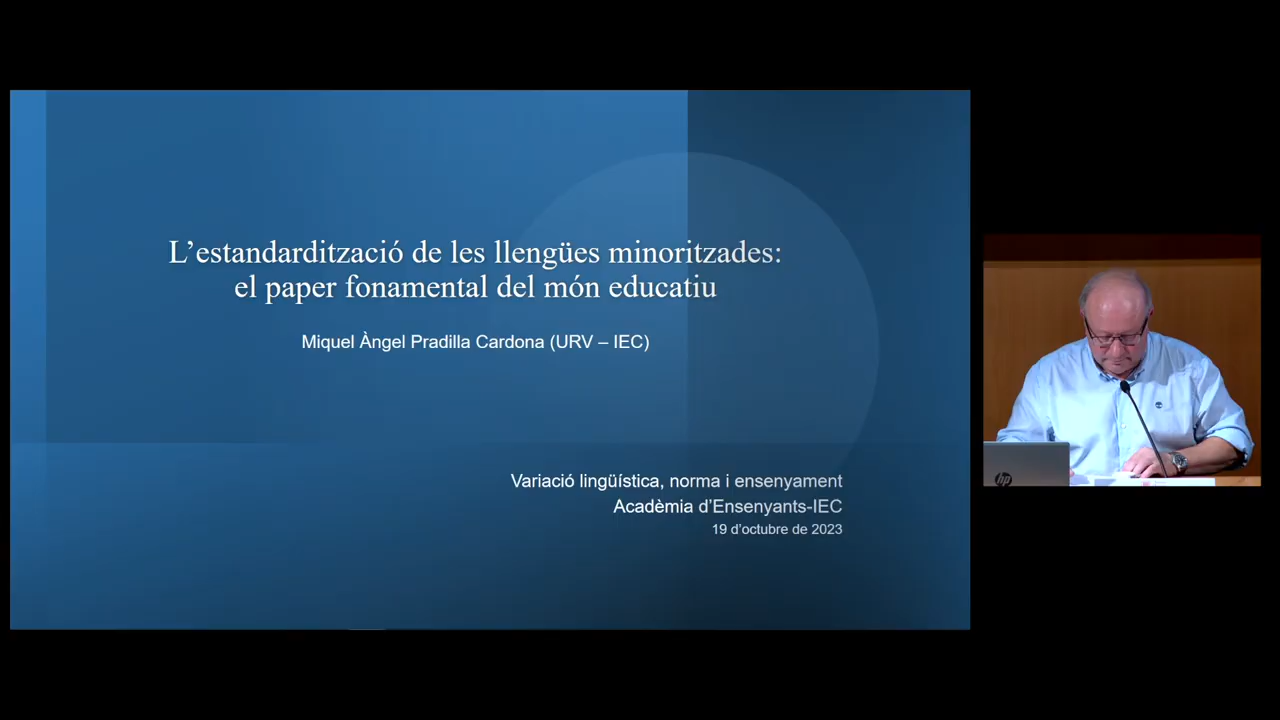 L’estandardització de les llengües minoritzades:
el paper fonamental del món educatiu
Miquel Àngel Pradilla Cardona (URV – IEC)
Variació lingüística, norma i ensenyament
Acadèmia d’Ensenyants-IEC
19 d’octubre de 2023
hp